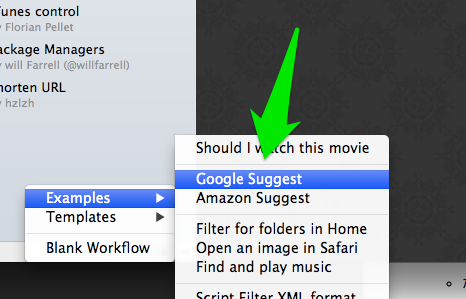 Tunes control
Florian Pellet
ackage Managers
will Farrell (@willfarrell)
horten URL
hzlzh
Should I watch this movie
Examples
Google Suggest
Templates
Amazon Suggest
Blank Workflow
Filter for folders in Home
Open an image in Safari
Find and play music
Script Filter XML format